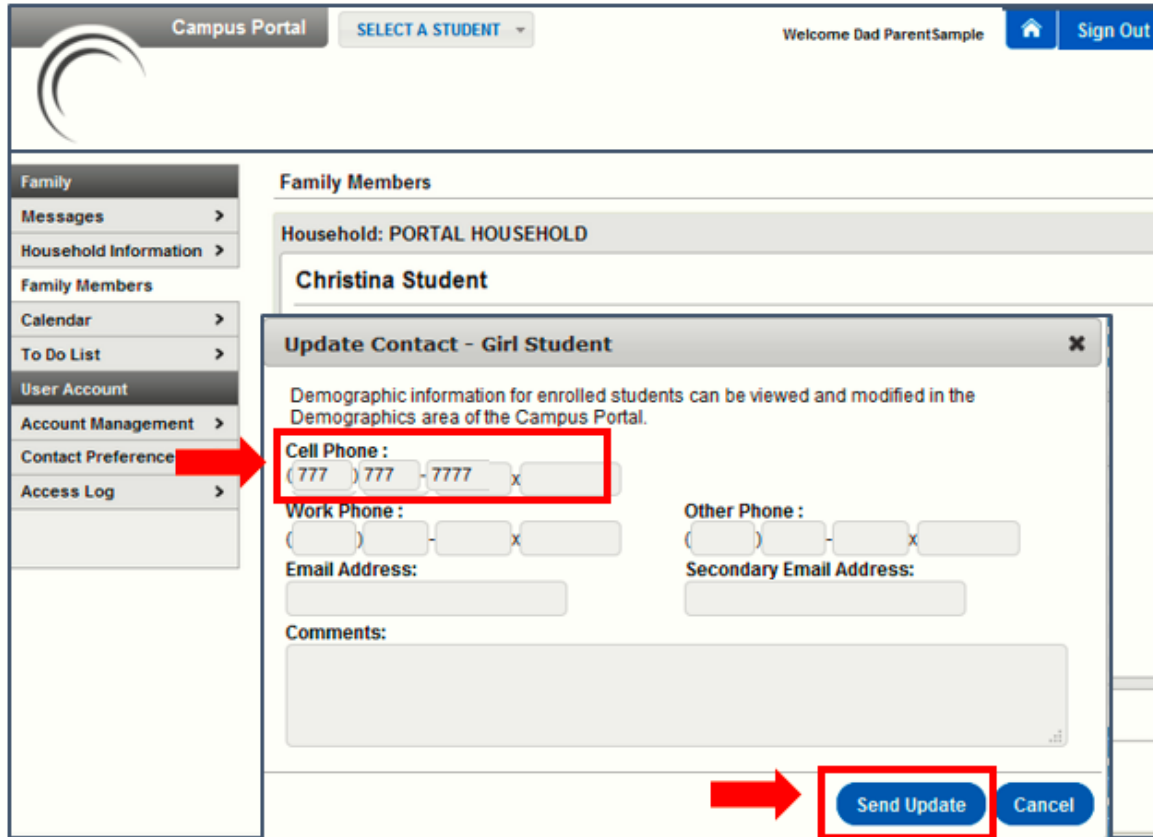 Campus Portal
SELECT A STUDENT
Welcome Dad ParentSample
Sign Out
Family
Messages
Household Information
Family Members
Calendar
To Do List
User Account
Account Management
Contact Preference
Access Log
Family Members
Household: PORTAL HOUSEHOLD
Christina Student
Update Contact - Girl Student
Demographic information for enrolled students can be viewed and modified in the
Demographics area of the Campus Portal.
Cell Phone :
(777)777-7777 x
Work Phone :
( ) - x
Other Phone :
( ) - x
Email Address:
Secondary Email Address:
Comments:
Send Update
Cancel